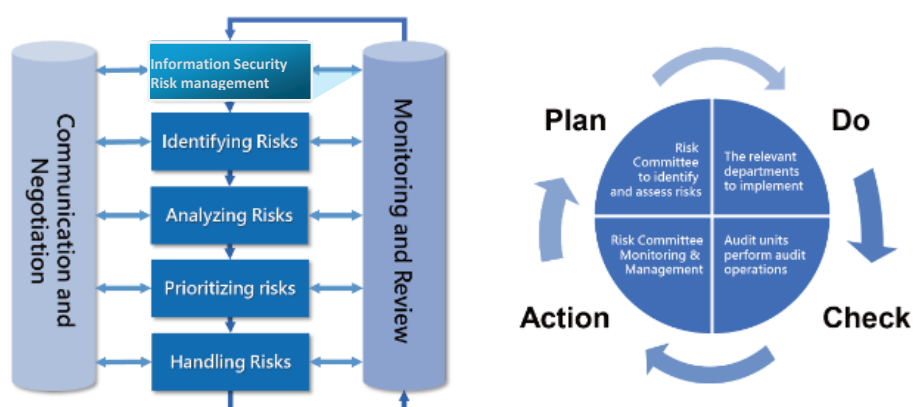 Communication and
Negotiation
Information Security
Risk management
Identifying Risks
Analyzing Risks
Prioritizing risks
Handling Risks
Monitoring and Review
Plan
Do
Risk
Committee
to identify
and assess risks
The relevant
departments
to implement
Risk Committee
Monitoring &
Management
Audit units
perform audit
operations
Action
Check